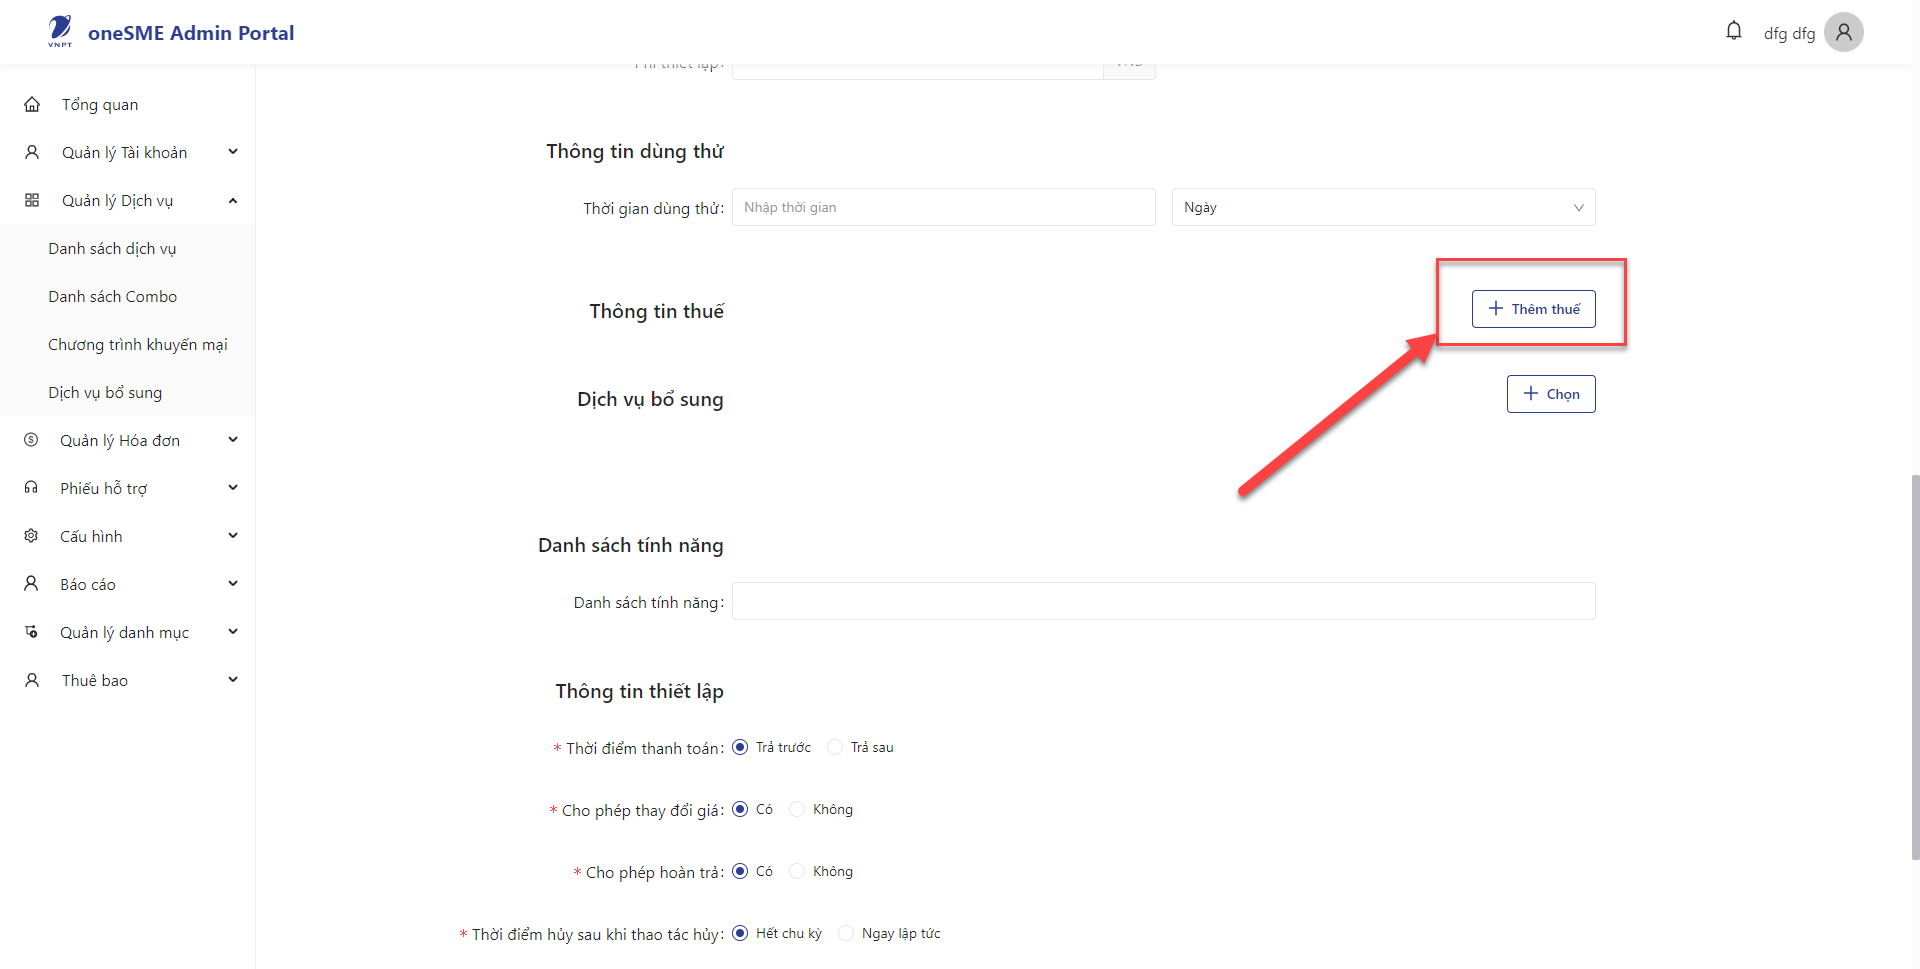 VNPT
oneSME Admin Portal
dfg dfg
Phí thiết lập:
VND
Tổng quan
Quản lý Tài khoản
Quản lý Dịch vụ
Danh sách dịch vụ
Danh sách Combo
Chương trình khuyến mại
Dịch vụ bổ sung
Quản lý Hóa đơn
Phiếu hỗ trợ
Cấu hình
Báo cáo
Quản lý danh mục
Thuê bao
Thông tin dùng thử
Thời gian dùng thử: Nhập thời gian Ngày
Thông tin thuế
Thêm thuế
Dịch vụ bổ sung
Chọn
Danh sách tính năng
Danh sách tính năng:
Thông tin thiết lập
* Thời điểm thanh toán: Trả trước Trả sau
* Cho phép thay đổi giá: Có Không
* Cho phép hoàn trả: Có Không
* Thời điểm hủy sau khi thao tác hủy: Hết chu kỳ Ngay lập tức